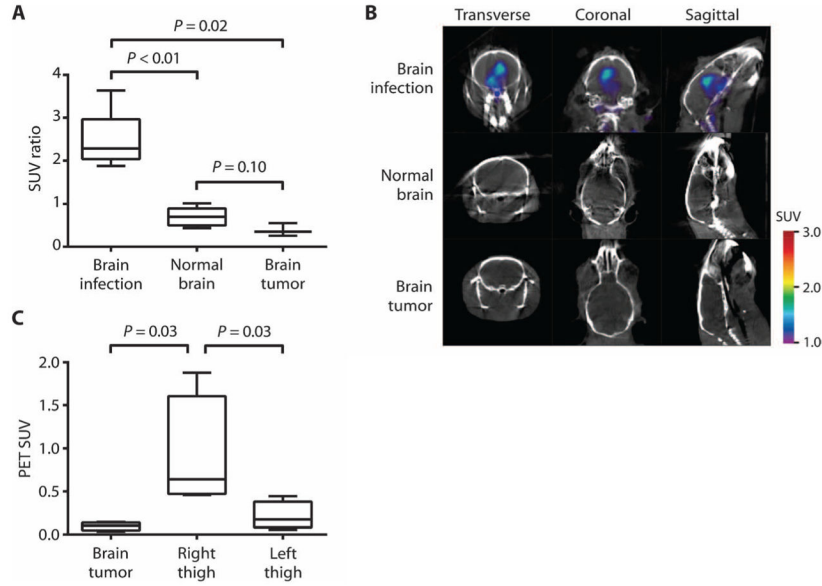 A
P = 0.02
P < 0.01
P = 0.10
SUV ratio
4
3
2
1
0
Brain
infection
Normal
brain
Brain
tumor
B
Transverse
Coronal
Sagittal
Brain
infection
Normal
brain
Brain
tumor
SUV
3.0
2.0
1.0
C
P = 0.03
P = 0.03
PET SUV
2.0
1.5
1.0
0.5
0.0
Brain
tumor
Right
thigh
Left
thigh